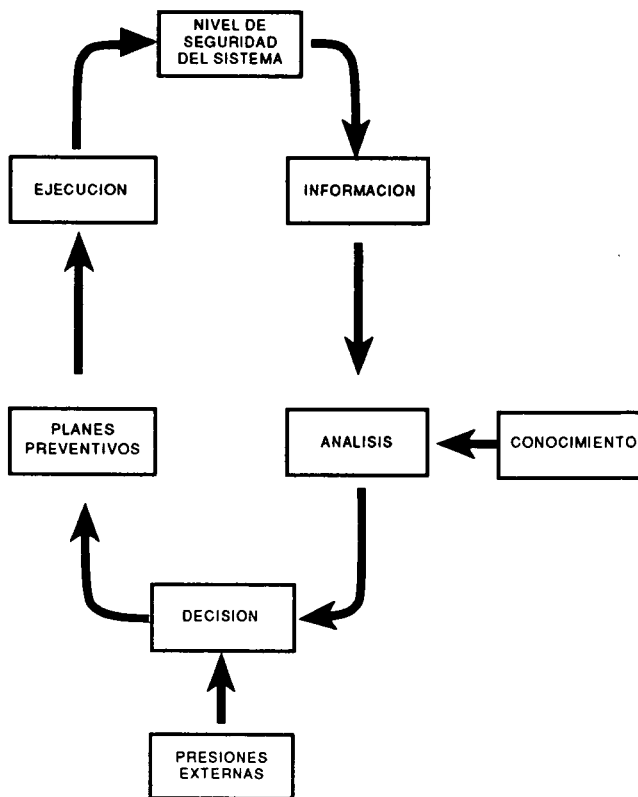 NIVEL DE
SEGURIDAD
DEL SISTEMA
EJECUCION
INFORMACION
PLANES
PREVENTIVOS
ANALISIS
CONOCIMIENTO
DECISION
PRESIONES
EXTERNAS